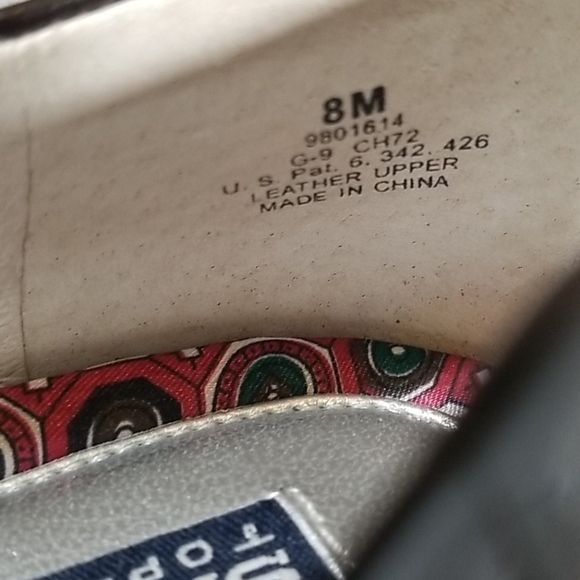 8M
9801614
G-9 CH72
U. S. Pat. 6. 342. 426
LEATHER UPPER
MADE IN CHINA